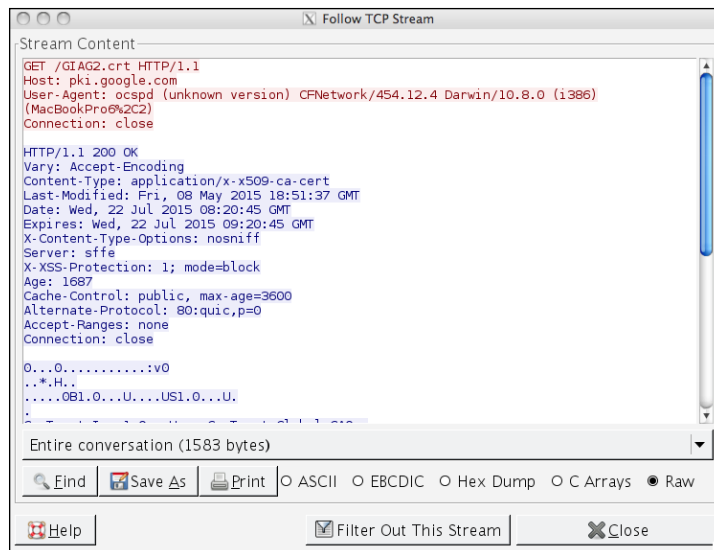 Follow TCP Stream
Stream Content
GET /GIAG2.crt HTTP/1.1
Host: pki.google.com
User-Agent: ocspd (unknown version) CFNetwork/454.12.4 Darwin/10.8.0 (i386)
(MacBookPro6%2C2)
Connection: close
HTTP/1.1 200 OK
Vary: Accept-Encoding
Content-Type: application/x-x509-ca-cert
Last-Modified: Fri, 08 May 2015 18:51:37 GMT
Date: Wed, 22 Jul 2015 08:20:45 GMT
Expires: Wed, 22 Jul 2015 09:20:45 GMT
X-Content-Type-Options: nosniff
Server: sffe
X-XSS-Protection: 1; mode=block
Age: 1687
Cache-Control: public, max-age=3600
Alternate-Protocol: 80:quic,p=0
Accept-Ranges: none
Connection: close
0...0...........:v0
..*.H..
.....0B1.0...U....US1.0...U.
.
Entire conversation (1583 bytes)
Find Save As Print ASCII EBCDIC Hex Dump C Arrays Raw
Help Filter Out This Stream Close